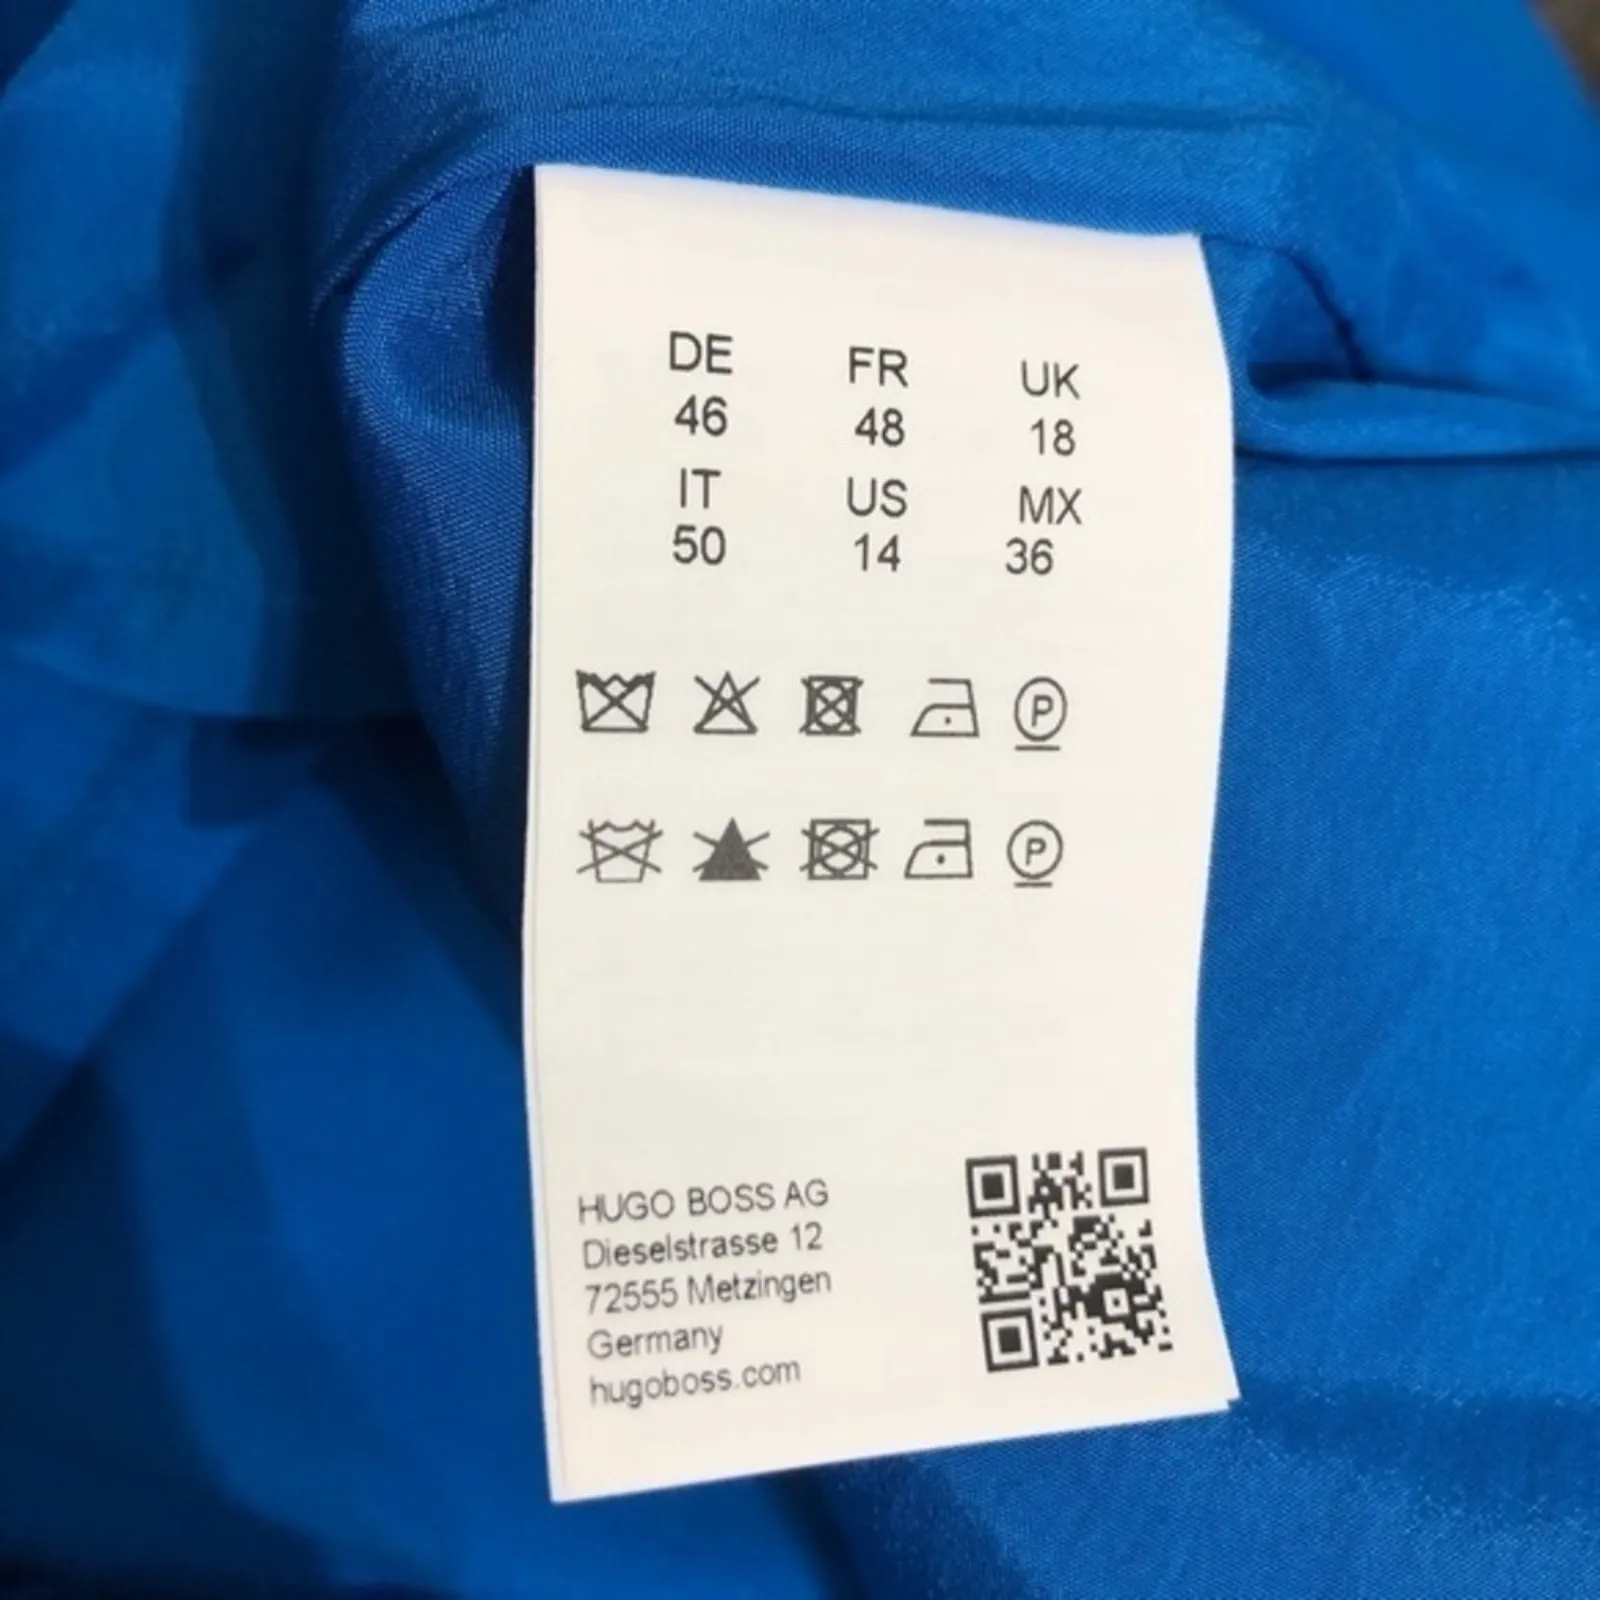 DE FR UK
46 48 18
IT US MX
50 14 36
P
P
HUGO BOSS AG
Dieselstrasse 12
72555 Metzingen
Germany
hugoboss.com